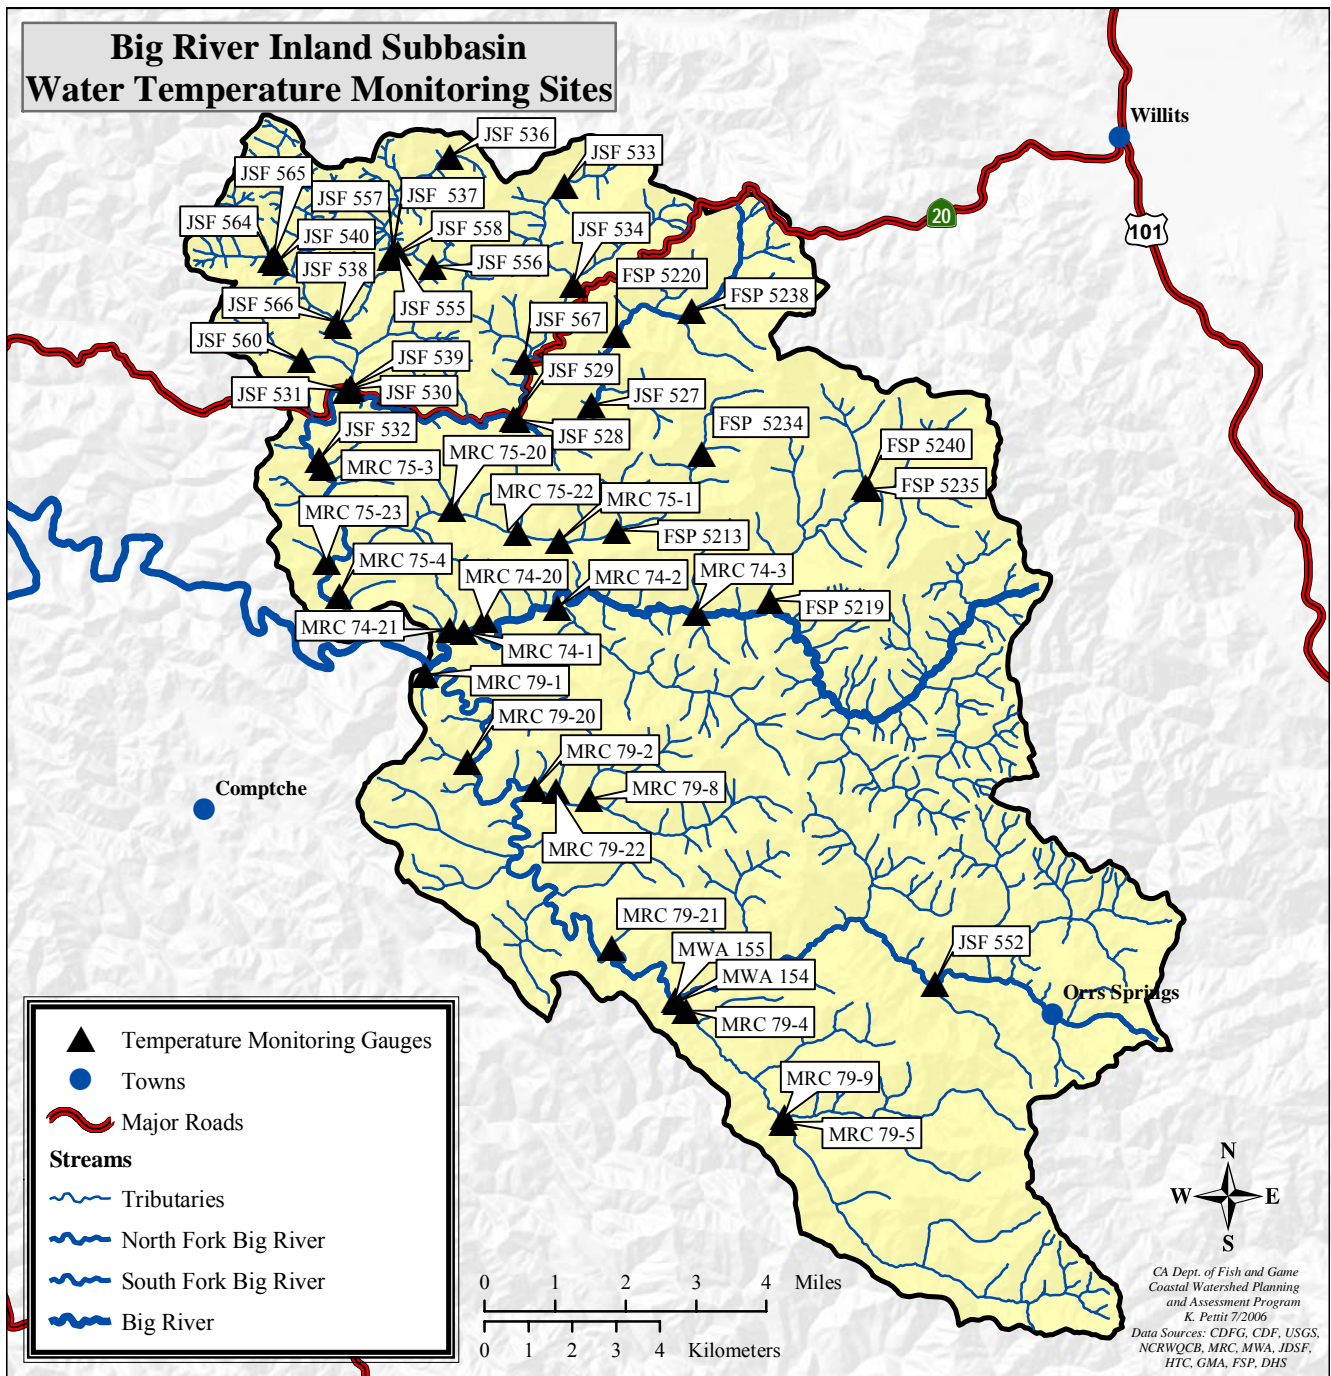 Big River Inland Subbasin
Water Temperature Monitoring Sites
Willits
JSF 536
JSF 533
JSF 565
JSF 557
JSF  537
20
101
JSF 564
JSF 540
JSF 558
JSF 534
JSF 538
JSF 556
FSP 5220
JSF 566
JSF 555
FSP 5238
JSF 567
JSF 560
JSF 539
JSF 529
JSF 531
JSF 530
JSF 527
JSF 532
JSF 528
FSP  5234
MRC 75-20
FSP 5240
MRC 75-3
MRC 75-22
MRC 75-1
FSP 5235
MRC 75-23
FSP 5213
MRC 75-4
MRC 74-20
MRC 74-2
MRC 74-3
FSP 5219
MRC 74-21
MRC 74-1
MRC 79-1
MRC 79-20
MRC 79-2
Comptche
MRC 79-8
MRC 79-22
MRC 79-21
MWA 155
JSF 552
MWA 154
Orrs Springs
MRC 79-4
MRC 79-9
MRC 79-5
Temperature Monitoring Gauges
Towns
Major Roads
Streams
Tributaries
North Fork Big River
South Fork Big River
Big River
0 1 2 3 4 Miles
0 1 2 3 4 Kilometers
N
W E
S
CA Dept. of Fish and Game
Coastal Watershed Planning
and Assessment Program
K. Pettit 7/2006
Data Sources: CDFG, CDF, USGS,
NCRWQCB, MRC, MWA, JDSF,
HTC, GMA, FSP, DHS